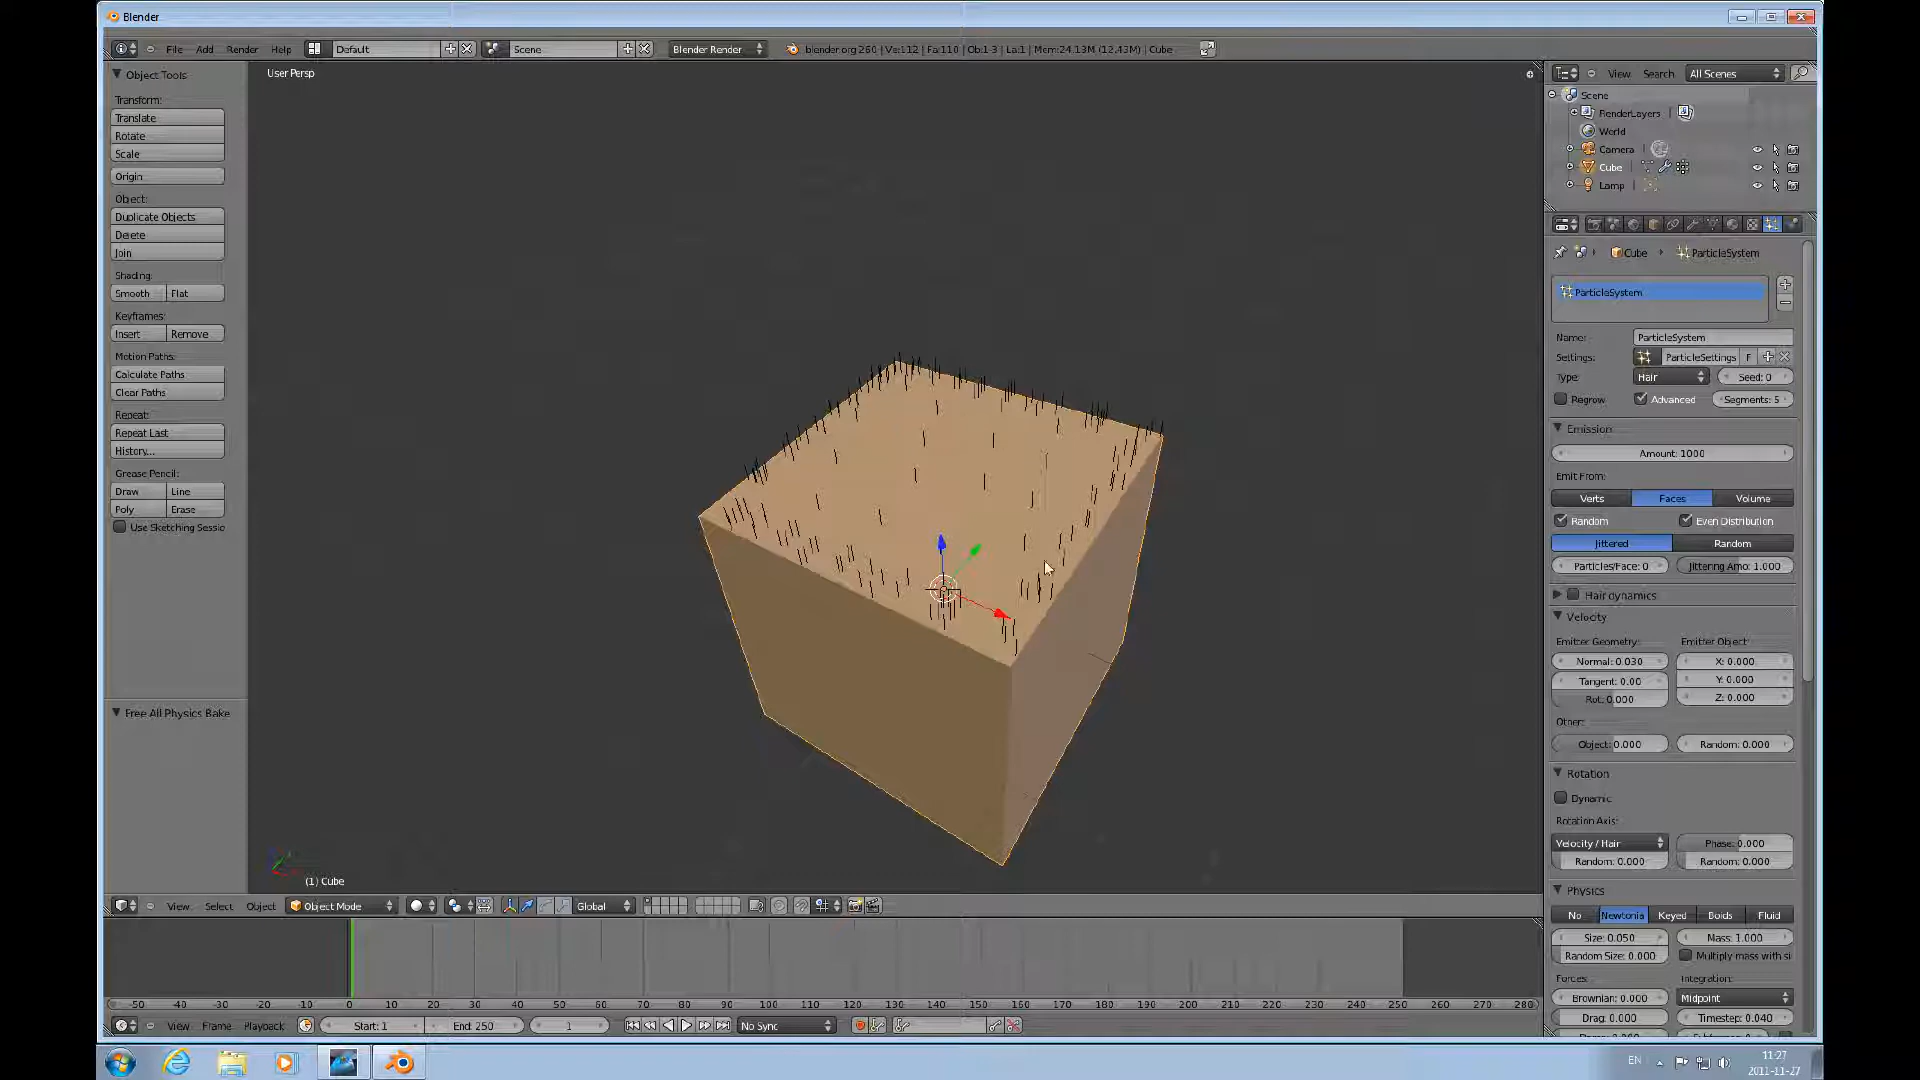 Blender
File Add Render Help Default Scene Blender Render blender.org 260 | Ve:112 | Fa:110 | Ob:1-3 | La:1 | Mem:24.13M (12.43M) | Cube
Object Tools
Transform:
Translate
Rotate
Scale
Origin
Object:
Duplicate Objects
Delete
Join
Shading:
Smooth Flat
Keyframes:
Insert Remove
Motion Paths:
Calculate Paths
Clear Paths
Repeat:
Repeat Last
History...
Grease Pencil:
Draw Line
Poly Erase
Use Sketching Sessio
Free All Physics Bake
User Persp
(1) Cube
View Select Object Object Mode Global
-50 -40 -30 -20 -10 0 10 20 30 40 50 60 70 80 90 100 110 120 130 140 150 160 170 180 190 200 210 220 230 240 250 260 270 280
View Frame Playback Start: 1 End: 250 1 No Sync
View Search All Scenes
Scene
RenderLayers
World
Camera
Cube
Lamp
Cube ParticleSystem
ParticleSystem
Name: ParticleSystem
Settings: ParticleSettings F
Type: Hair Seed: 0
Regrow Advanced Segments: 5
Emission
Amount: 1000
Emit From:
Verts Faces Volume
Random Even Distribution
Jittered Random
Particles/Face: 0 Jittering Amo: 1.000
Hair dynamics
Velocity
Emitter Geometry: Emitter Object:
Normal: 0.030 X: 0.000
Tangent: 0.00 Y: 0.000
Rot: 0.000 Z: 0.000
Other:
Object: 0.000 Random: 0.000
Rotation
Dynamic
Rotation Axis:
Velocity / Hair Phase: 0.000
Random: 0.000 Random: 0.000
Physics
No Newtonia Keyed Boids Fluid
Size: 0.050 Mass: 1.000
Random Size: 0.000 Multiply mass with si
Forces: Integration:
Brownian: 0.000 Midpoint
Drag: 0.000 Timestep: 0.040
EN 11:27
2011-11-27